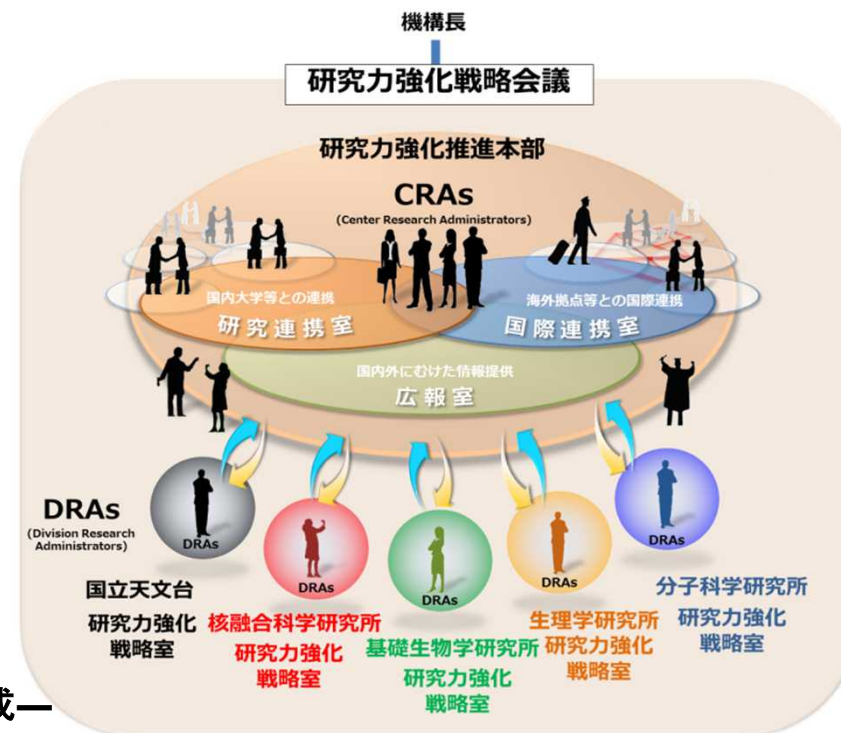 機構長
研究力強化戦略会議
研究力強化推進本部
CRAs
(Center Research Administrators)
国内大学等との連携
研究連携室
海外拠点等との国際連携
国際連携室
国内外にむけた情報提供
広報室
DRAs
(Division Research
Administrators)
DRAs
DRAs
DRAs
DRAs
DRAs
国立天文台
研究力強化
戦略室
核融合科学研究所
研究力強化
戦略室
基礎生物学研究所
研究力強化
戦略室
生理学研究所
研究力強化
戦略室
分子科学研究所
研究力強化
戦略室
成ー